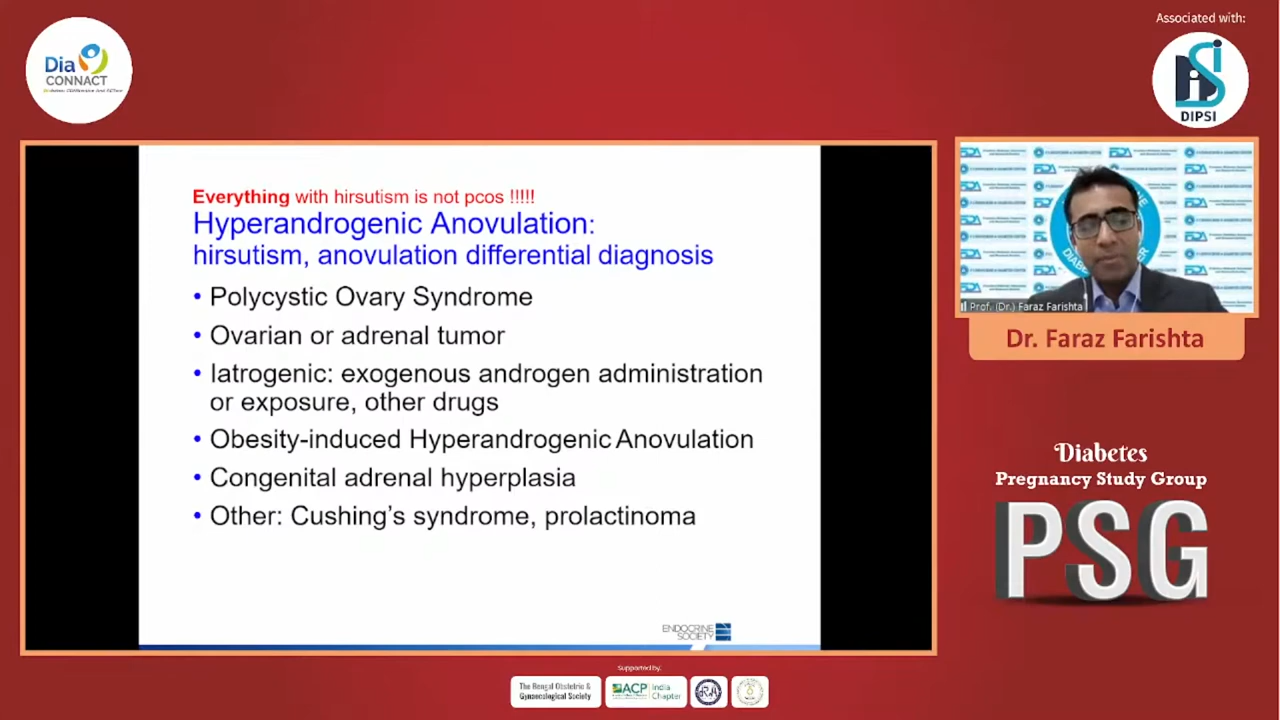 Associated with:
Dia
CONNACT
DIPSI
Everything with hirsutism is not pcos !!!!!
Hyperandrogenic Anovulation:
hirsutism, anovulation differential diagnosis
• Polycystic Ovary Syndrome
• Ovarian or adrenal tumor
• Iatrogenic: exogenous androgen administration
or exposure, other drugs
• Obesity-induced Hyperandrogenic Anovulation
• Congenital adrenal hyperplasia
• Other: Cushing's syndrome, prolactinoma
ENDOCRINE
SOCIETY
Prof. (Dr.) Faraz Farishta
Dr. Faraz Farishta
Diabetes
Pregnancy Study Group
PSG
Supported by:
The Bengal Obstetric &
Gynaecological Society
ACP India
Chapter